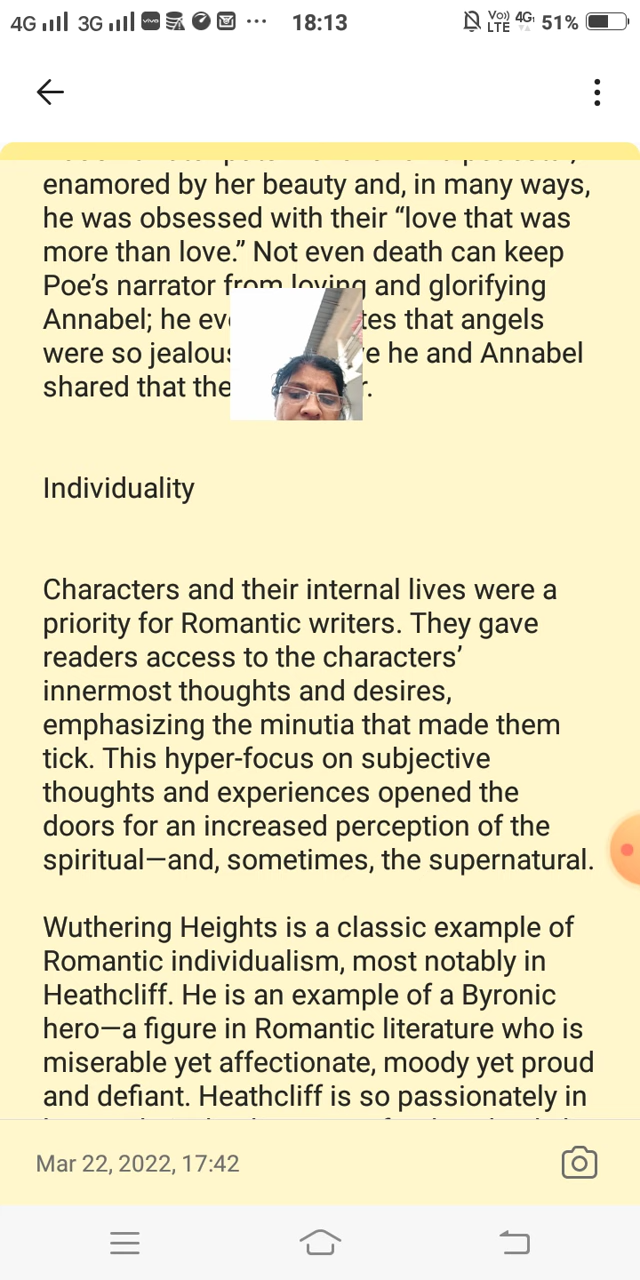 4G 3G vivo ... 18:13 Vo)) LTE 4G 51%
enamored by her beauty and, in many ways,
he was obsessed with their “love that was
more than love.” Not even death can keep
Poe’s narrator from loving and glorifying
Annabel; he that angels
were so he and Annabel
shared that
Individuality
Characters and their internal lives were a
priority for Romantic writers. They gave
readers access to the characters’
innermost thoughts and desires,
emphasizing the minutia that made them
tick. This hyper-focus on subjective
thoughts and experiences opened the
doors for an increased perception of the
spiritual—and, sometimes, the supernatural.
Wuthering Heights is a classic example of
Romantic individualism, most notably in
Heathcliff. He is an example of a Byronic
hero—a figure in Romantic literature who is
miserable yet affectionate, moody yet proud
and defiant. Heathcliff is so passionately in
Mar 22, 2022, 17:42